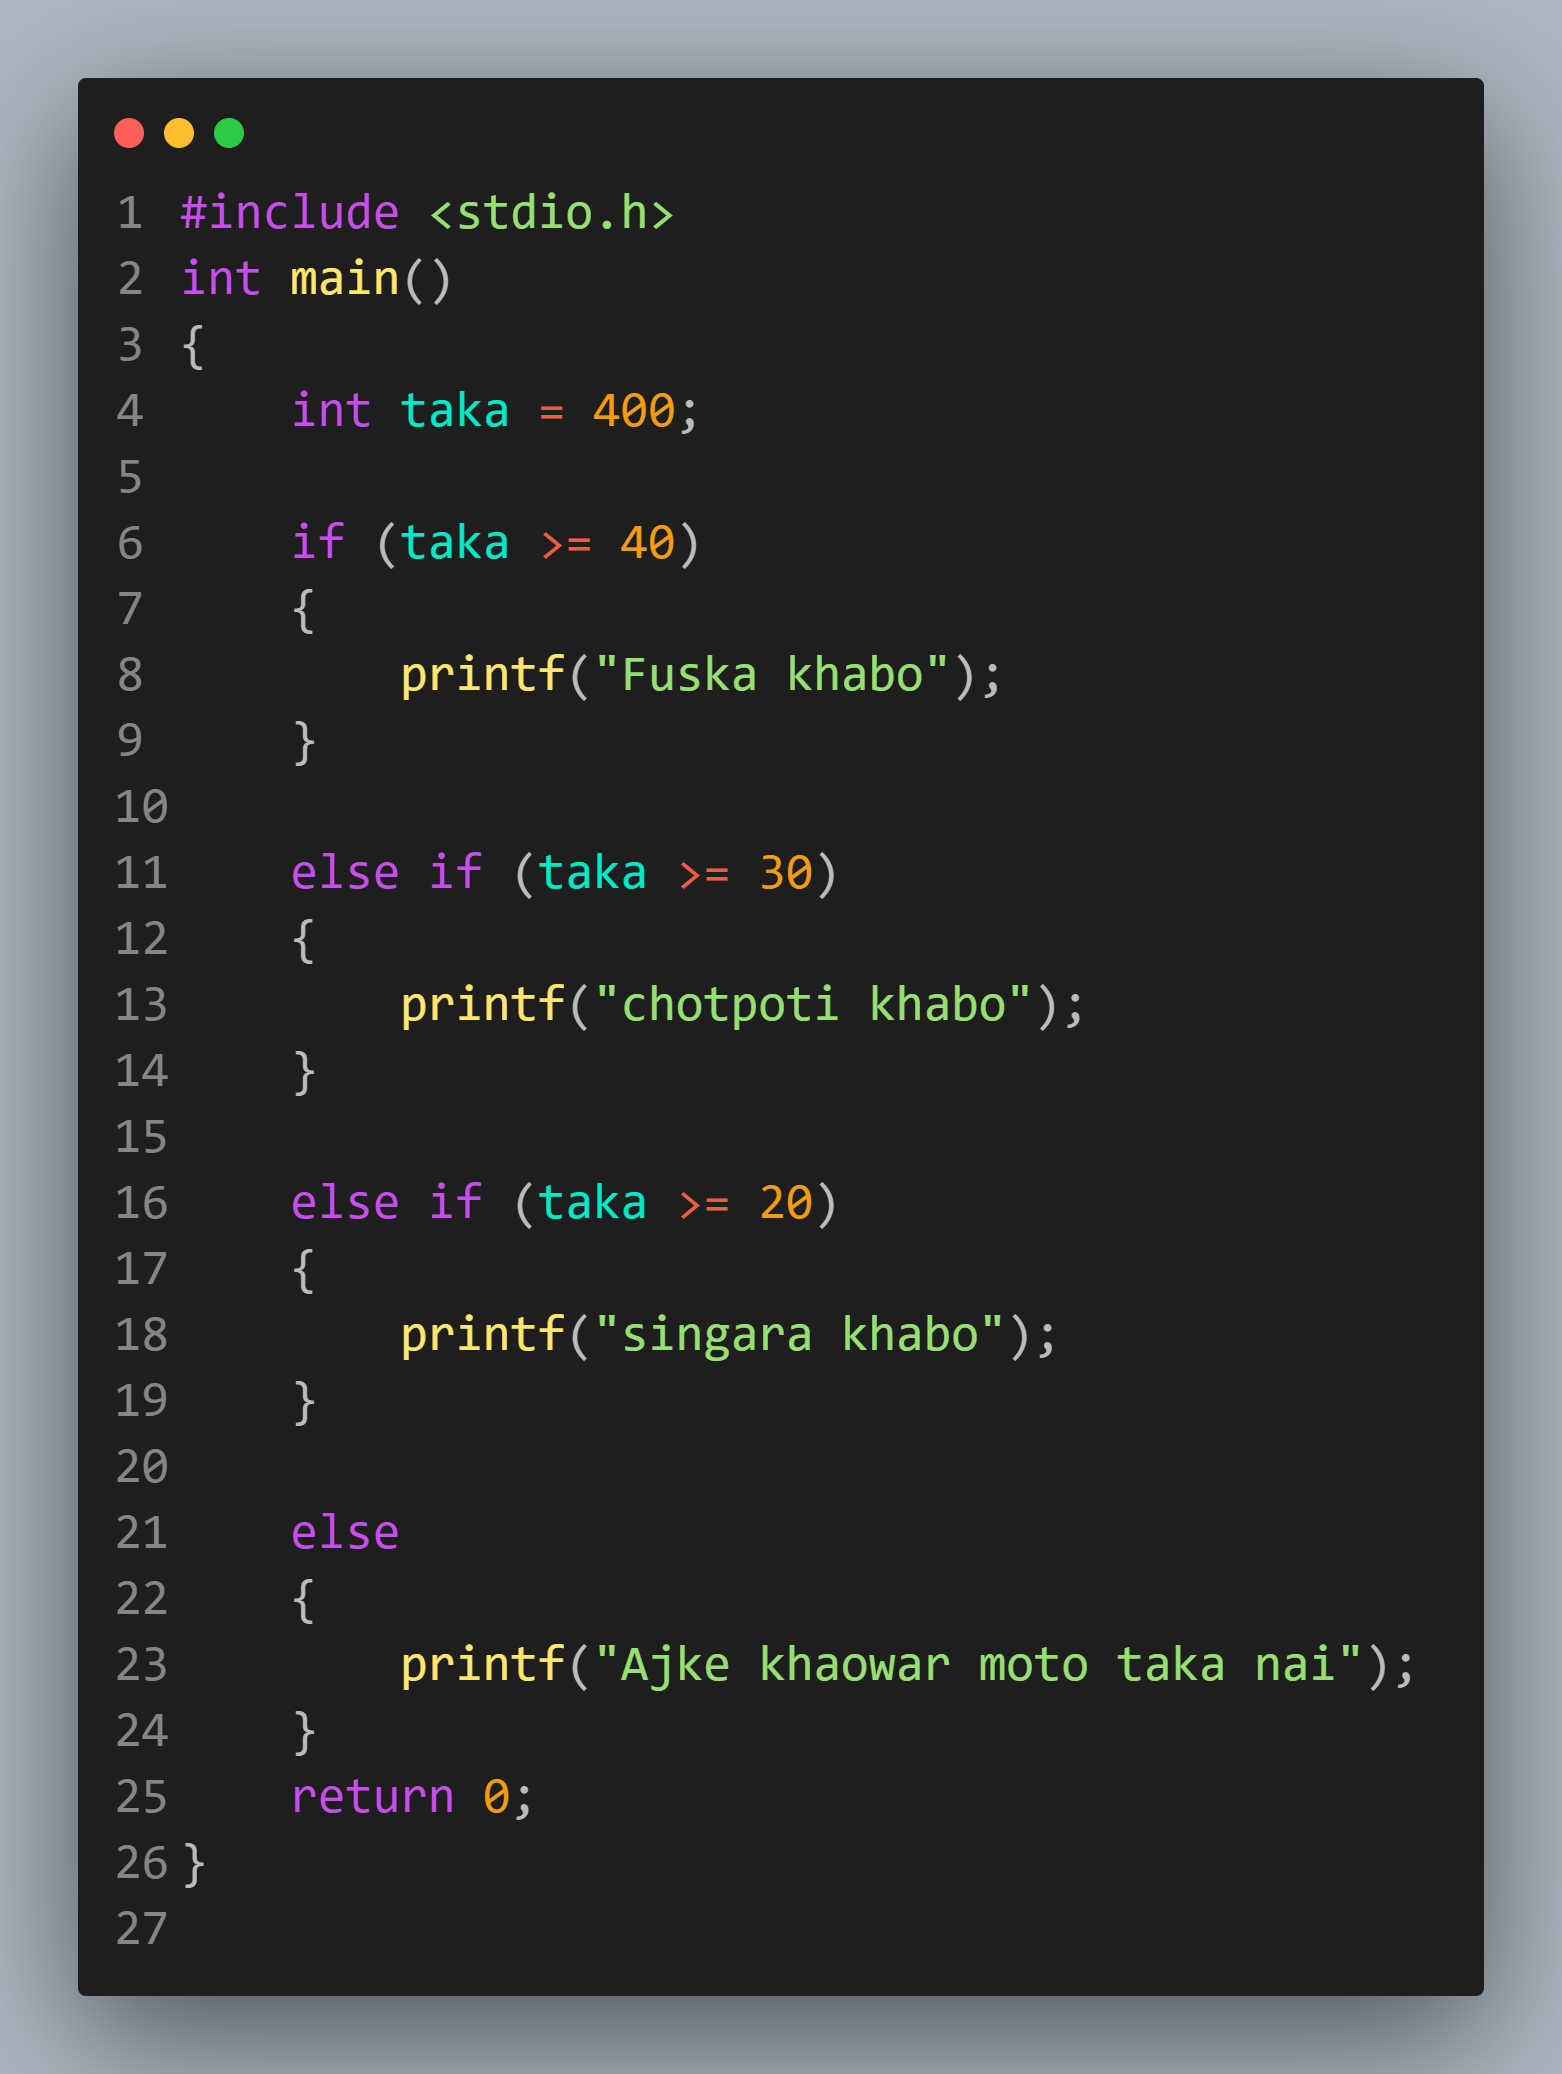 1 #include <stdio.h>
2 int main()
3 {
4     int taka = 400;
5
6     if (taka >= 40)
7     {
8         printf("Fuska khabo");
9     }
10
11     else if (taka >= 30)
12     {
13         printf("chotpoti khabo");
14     }
15
16     else if (taka >= 20)
17     {
18         printf("singara khabo");
19     }
20
21     else
22     {
23         printf("Ajke khaowar moto taka nai");
24     }
25     return 0;
26 }
27